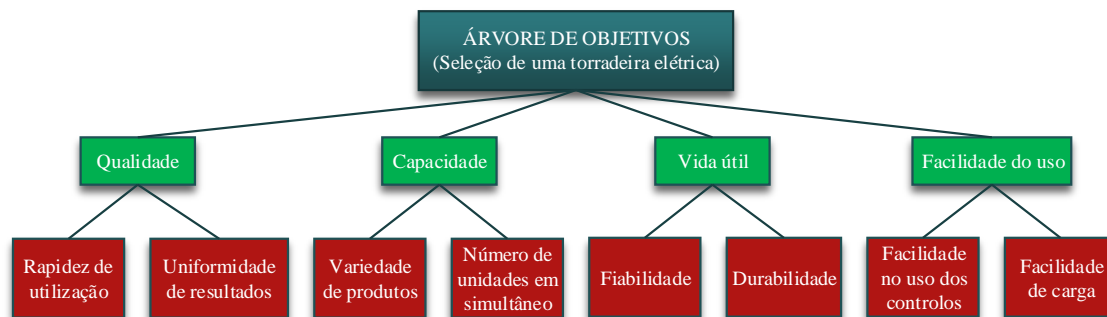 ÁRVORE DE OBJETIVOS
(Seleção de uma torradeira elétrica)
Qualidade
Capacidade
Vida útil
Facilidade do uso
Rapidez de
utilização
Uniformidade
de resultados
Variedade
de produtos
Número de
unidades em
simultâneo
Fiabilidade
Durabilidade
Facilidade
no uso dos
controlos
Facilidade
de carga